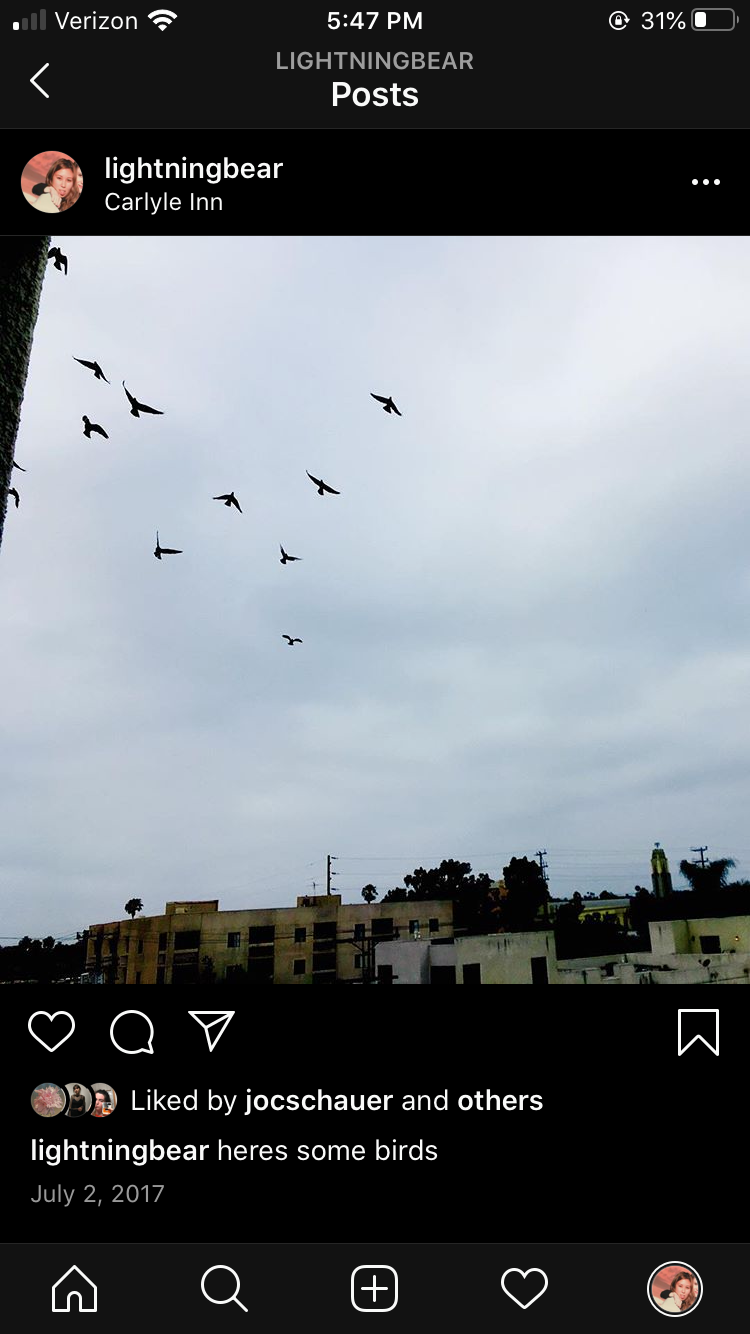 Verizon 5:47 PM 31%
LIGHTNINGBEAR
Posts
lightningbear
Carlyle Inn
Liked by jocschauer and others
lightningbear heres some birds
July 2, 2017